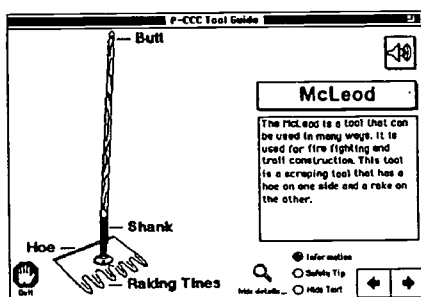 P-CCC Tool Guide
Butt
McLeod
The McLeod is a tool that can
be used in many ways. It is
used for fire fighting and
trail construction. This tool
is a scraping tool that has a
hoe on one side and a rake on
the other.
Shank
Hoe
Raking Tines
Information
Safety Tip
Hide Text
hide details...
Quit